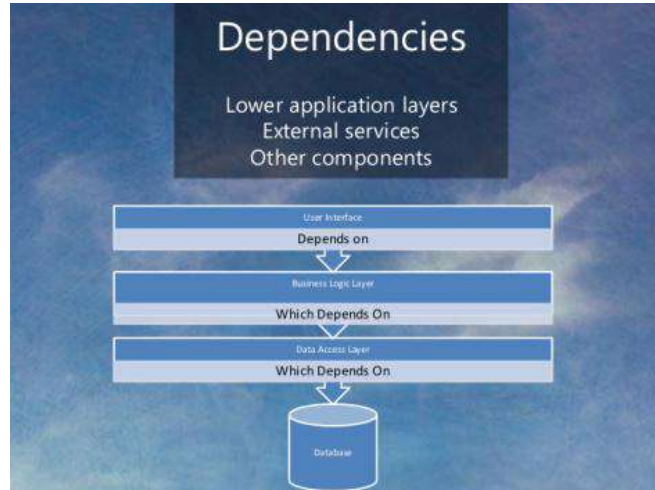 Dependencies
Lower application layers
External services
Other components
User Interface
Depends on
Business Logic Layer
Which Depends On
Data Access Layer
Which Depends On
Database